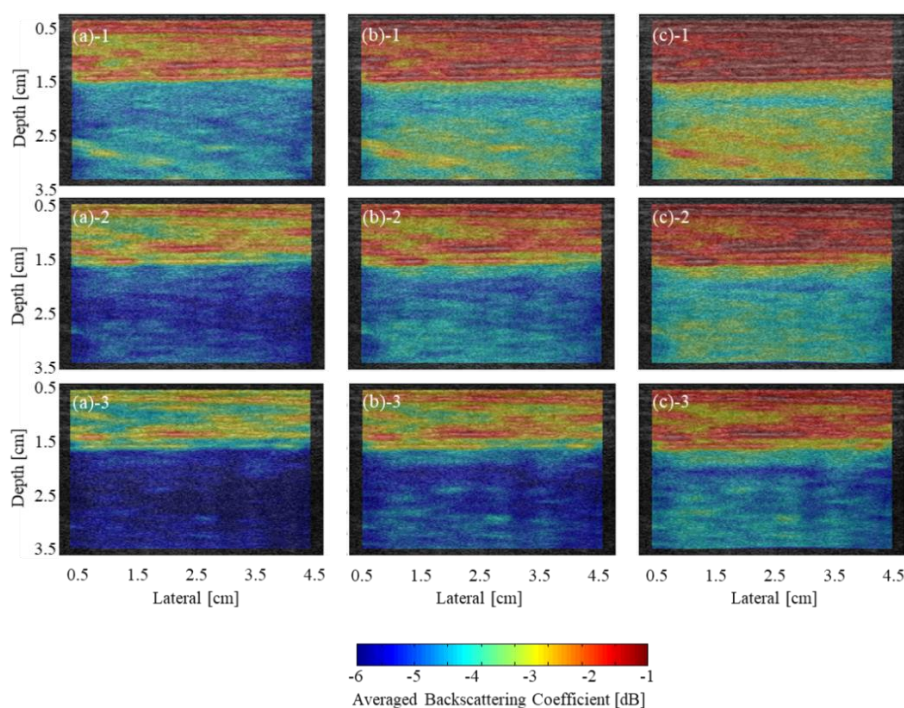 (a)-1 (b)-1 (c)-1
0.5
1.5
2.5
3.5
Depth [cm]
(a)-2 (b)-2 (c)-2
0.5
1.5
2.5
3.5
Depth [cm]
(a)-3 (b)-3 (c)-3
0.5
1.5
2.5
3.5
Depth [cm]
0.5 1.5 2.5 3.5 4.5 0.5 1.5 2.5 3.5 4.5 0.5 1.5 2.5 3.5 4.5
Lateral [cm] Lateral [cm] Lateral [cm]
-6 -5 -4 -3 -2 -1
Averaged Backscattering Coefficient [dB]